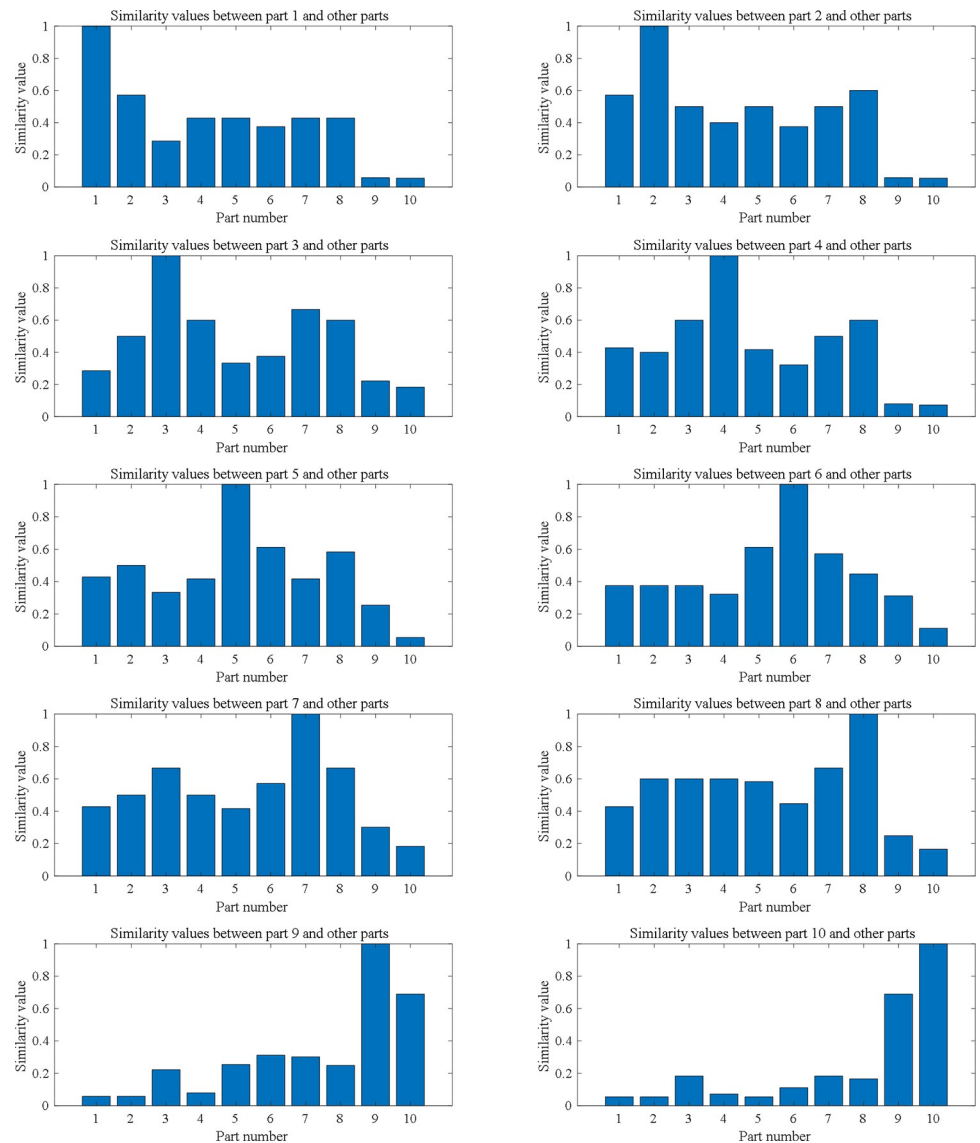 Similarity values between part 1 and other parts
1
0.8
0.6
0.4
0.2
0
Similarity value
1 2 3 4 5 6 7 8 9 10
Part number
Similarity values between part 2 and other parts
1
0.8
0.6
0.4
0.2
0
Similarity value
1 2 3 4 5 6 7 8 9 10
Part number
Similarity values between part 3 and other parts
1
0.8
0.6
0.4
0.2
0
Similarity value
1 2 3 4 5 6 7 8 9 10
Part number
Similarity values between part 4 and other parts
1
0.8
0.6
0.4
0.2
0
Similarity value
1 2 3 4 5 6 7 8 9 10
Part number
Similarity values between part 5 and other parts
1
0.8
0.6
0.4
0.2
0
Similarity value
1 2 3 4 5 6 7 8 9 10
Part number
Similarity values between part 6 and other parts
1
0.8
0.6
0.4
0.2
0
Similarity value
1 2 3 4 5 6 7 8 9 10
Part number
Similarity values between part 7 and other parts
1
0.8
0.6
0.4
0.2
0
Similarity value
1 2 3 4 5 6 7 8 9 10
Part number
Similarity values between part 8 and other parts
1
0.8
0.6
0.4
0.2
0
Similarity value
1 2 3 4 5 6 7 8 9 10
Part number
Similarity values between part 9 and other parts
1
0.8
0.6
0.4
0.2
0
Similarity value
1 2 3 4 5 6 7 8 9 10
Part number
Similarity values between part 10 and other parts
1
0.8
0.6
0.4
0.2
0
Similarity value
1 2 3 4 5 6 7 8 9 10
Part number